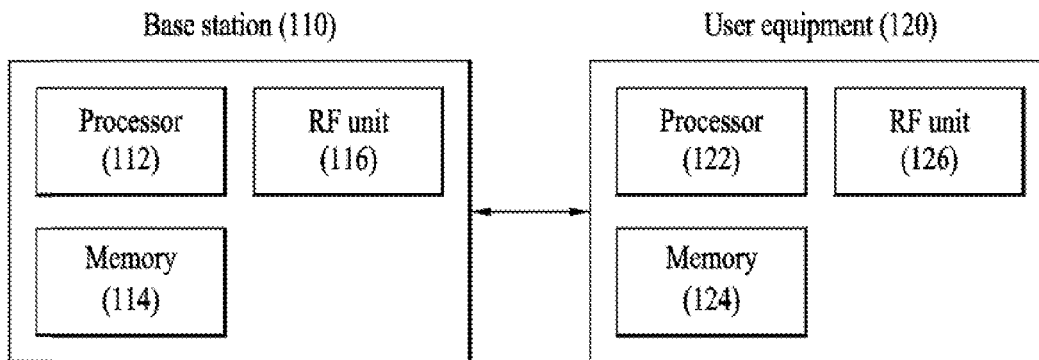 Base station (110)
User equipment (120)
Processor
(112)
RF unit
(116)
Processor
(122)
RF unit
(126)
Memory
(114)
Memory
(124)